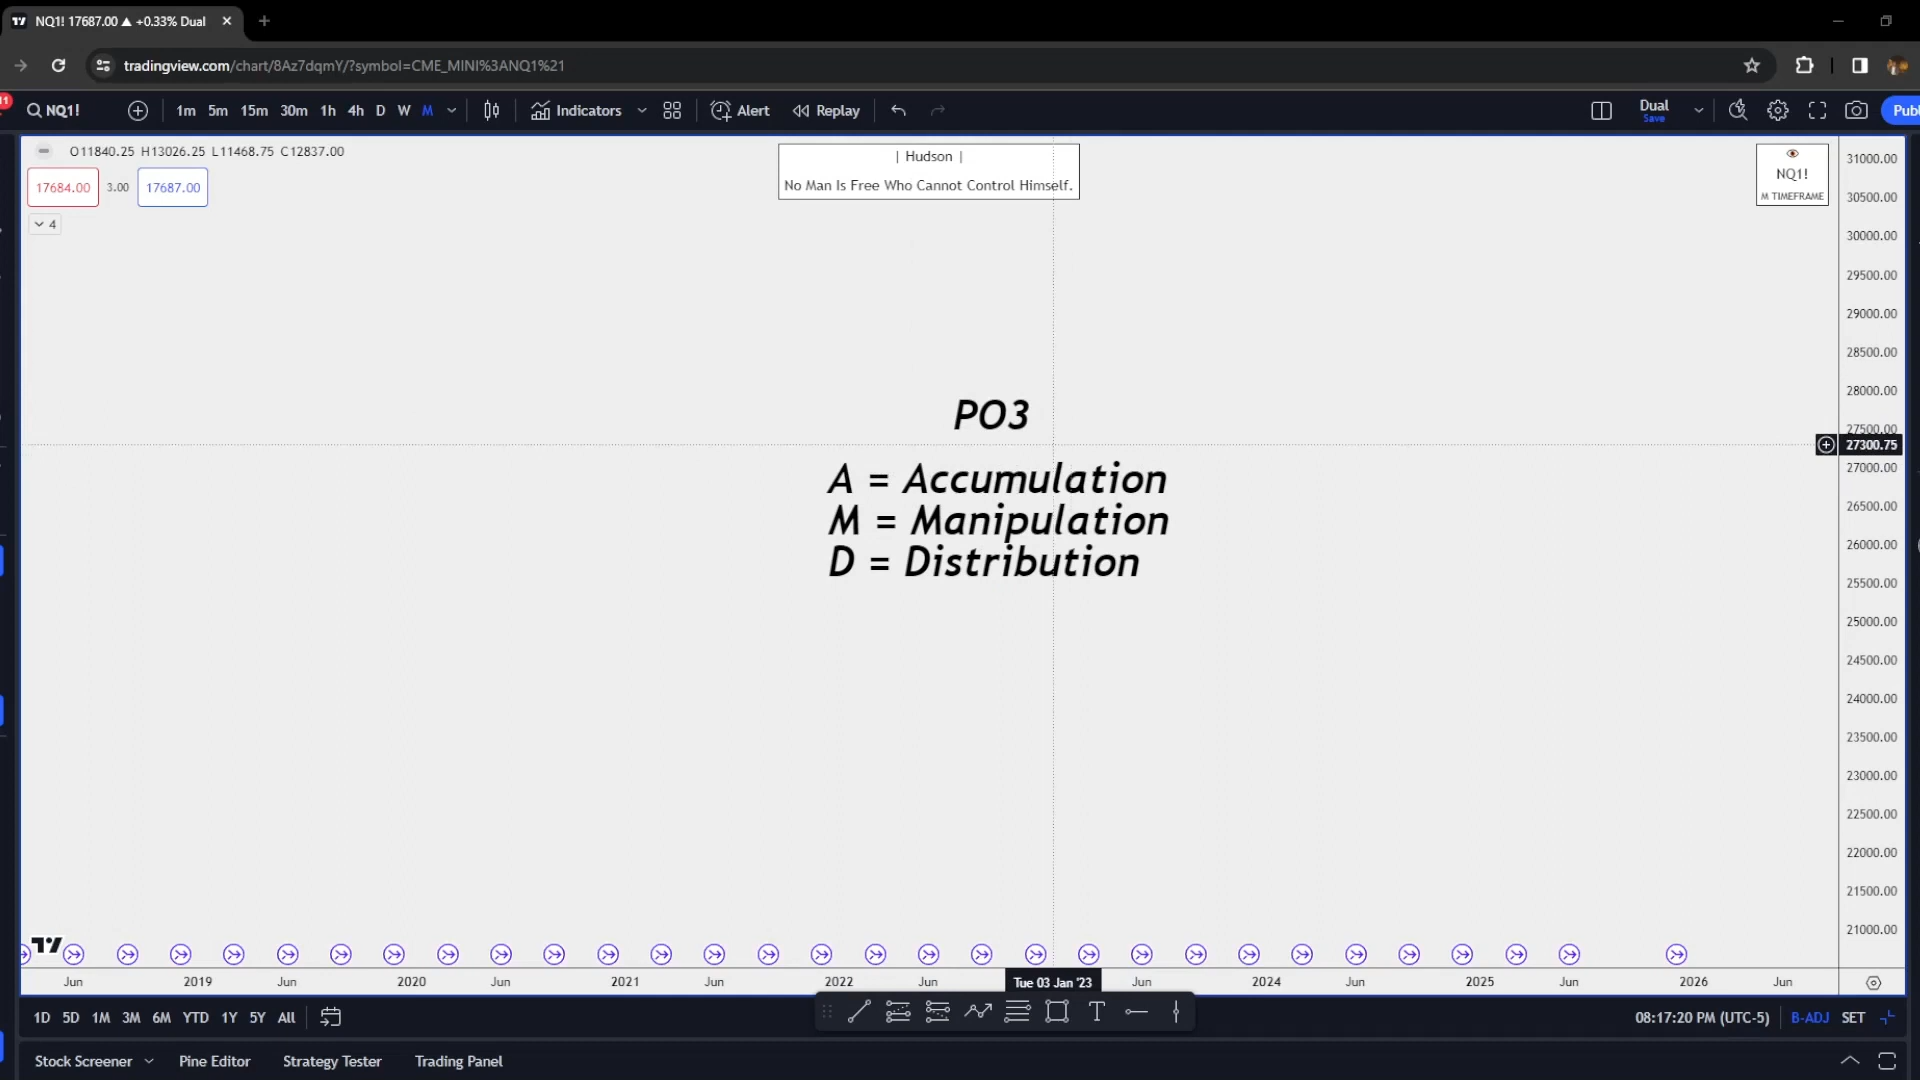 NQ1! 17687.00 ▲ +0.33% Dual
tradingview.com/chart/8Az7dqmY/?symbol=CME_MINI%3ANQ1%21
11
NQ1! 1m 5m 15m 30m 1h 4h D W M Indicators Alert Replay Dual Save Publ
O11840.25 H13026.25 L11468.75 C12837.00
17684.00 3.00 17687.00
4
| Hudson |
No Man Is Free Who Cannot Control Himself.
NQ1!
M TIMEFRAME
PO3
A = Accumulation
M = Manipulation
D = Distribution
31000.00
30500.00
30000.00
29500.00
29000.00
28500.00
28000.00
27500.00
27300.75
27000.00
26500.00
26000.00
25500.00
25000.00
24500.00
24000.00
23500.00
23000.00
22500.00
22000.00
21500.00
21000.00
Jun 2019 Jun 2020 Jun 2021 Jun 2022 Jun Tue 03 Jan '23 Jun 2024 Jun 2025 Jun 2026 Jun
1D 5D 1M 3M 6M YTD 1Y 5Y All 08:17:20 PM (UTC-5) B-ADJ SET
Stock Screener Pine Editor Strategy Tester Trading Panel